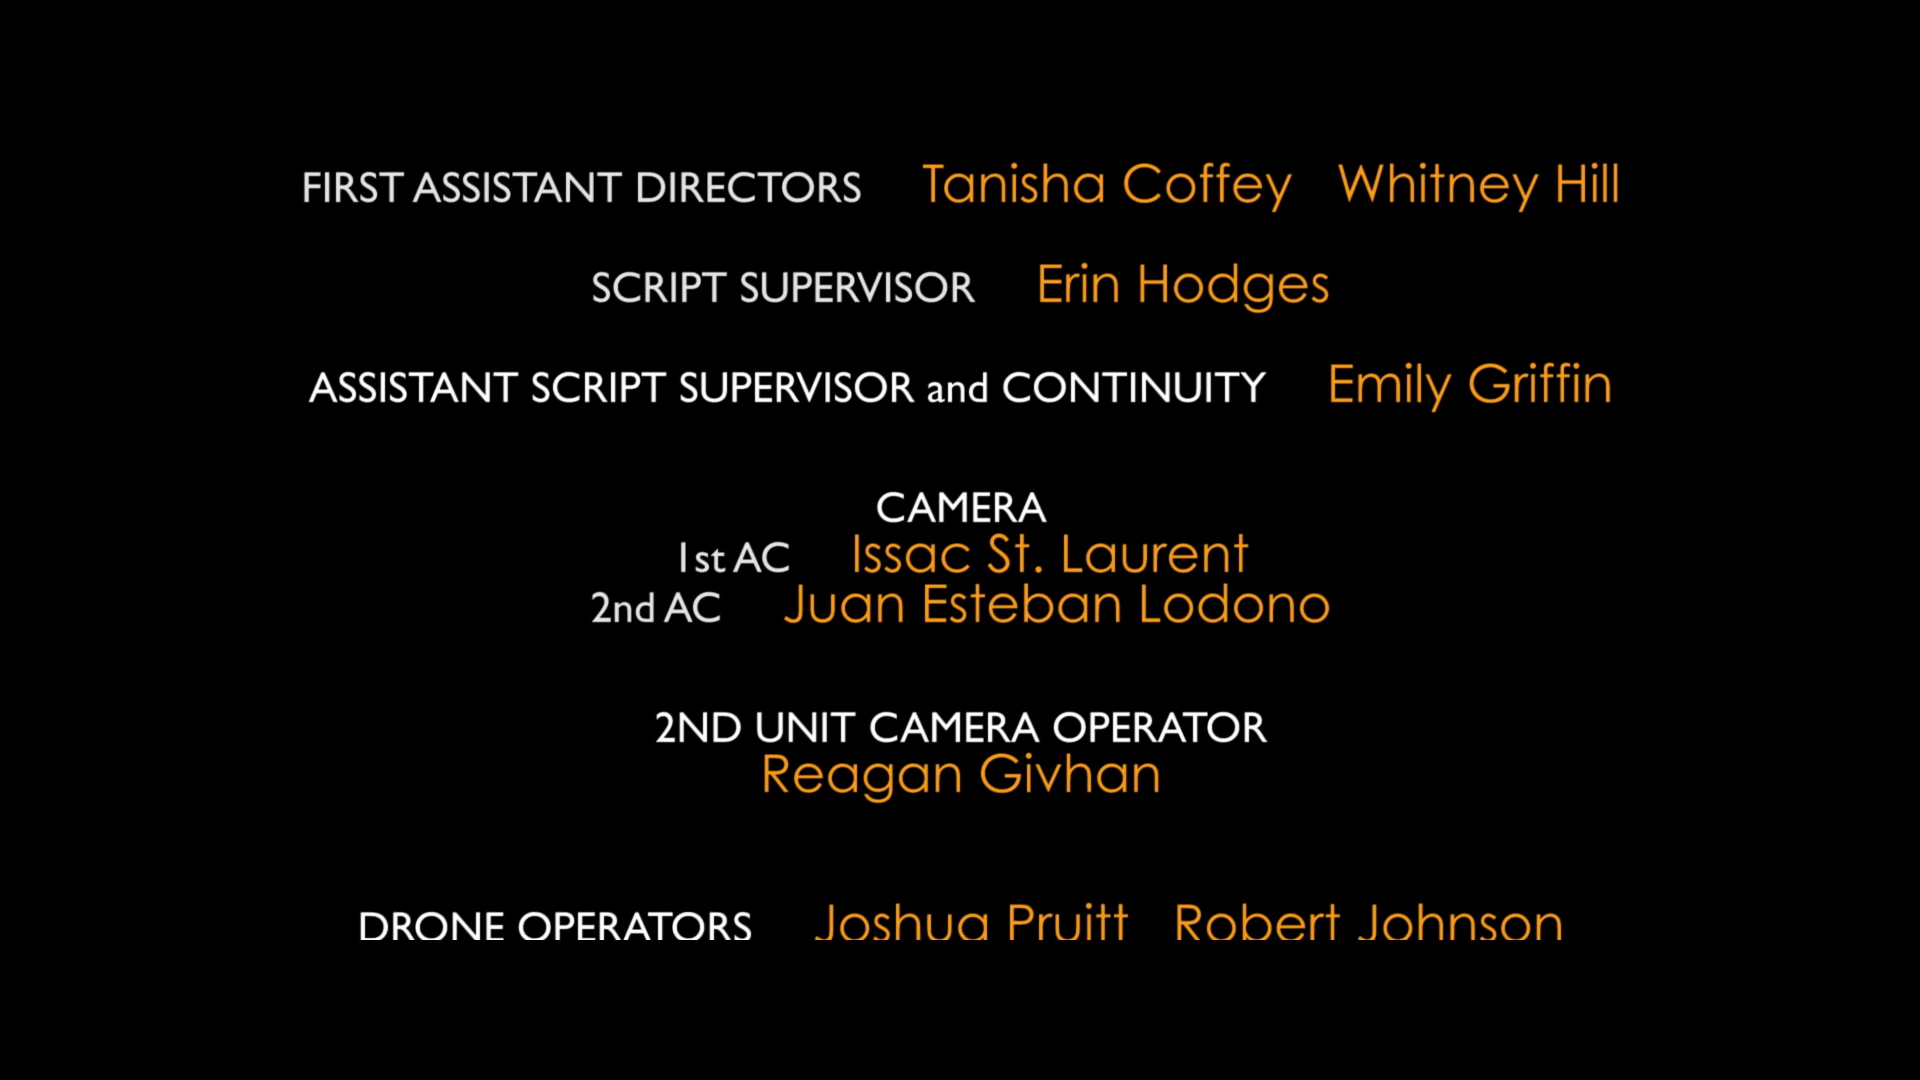 FIRST ASSISTANT DIRECTORS Tanisha Coffey Whitney Hill
SCRIPT SUPERVISOR Erin Hodges
ASSISTANT SCRIPT SUPERVISOR and CONTINUITY Emily Griffin
CAMERA
1st AC Issac St. Laurent
2nd AC Juan Esteban Lodono
2ND UNIT CAMERA OPERATOR
Reagan Givhan
DRONE OPERATORS Joshua Pruitt Robert Johnson